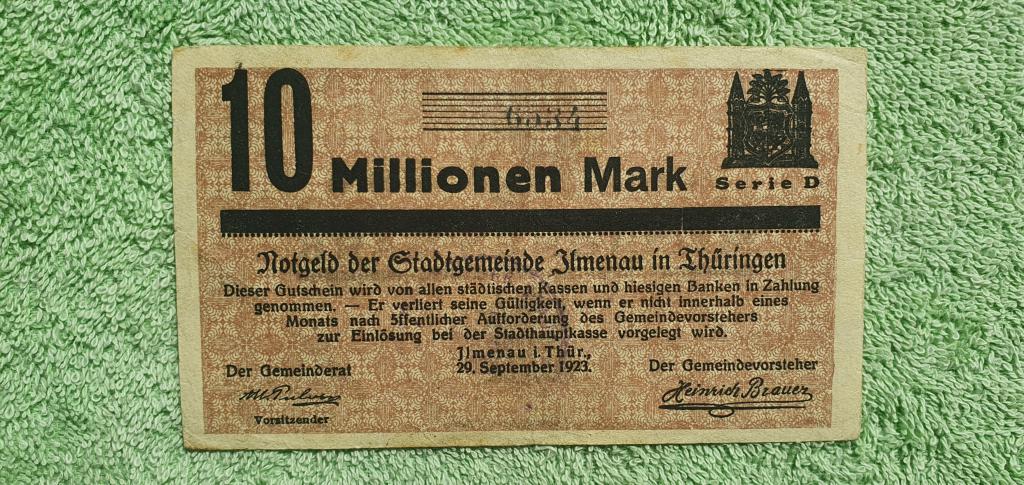 10 Millionen Mark
6534
Serie D
Notgeld der Stadtgemeinde Ilmenau in Thüringen
Dieser Gutschein wird von allen städtischen Kassen und hiesigen Banken in Zahlung
genommen. — Er verliert seine Gültigkeit, wenn er nicht innerhalb eines
Monats nach öffentlicher Aufforderung des Gemeindevorstehers
zur Einlösung bei der Stadthauptkasse vorgelegt wird.
Ilmenau i. Thür.,
29. September 1923.
Der Gemeinderat
Vorsitzender
Der Gemeindevorsteher
Heinrich Brauer